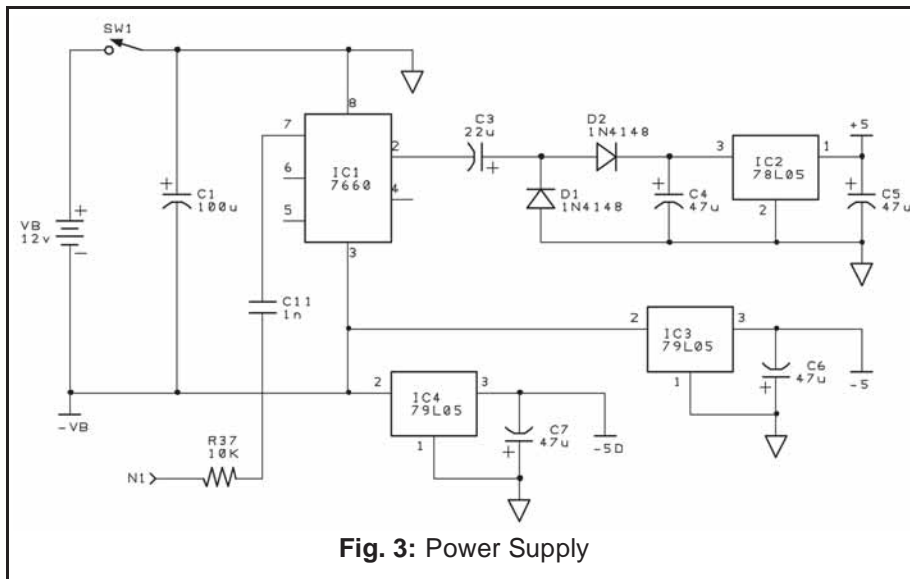 SW1
8
7
6
5
IC1
7660
2
4
3
C3
22u
+
D2
1N4148
D1
1N4148
+
C4
47u
3
IC2
78L05
1
2
+5
+
C5
47u
+
C1
100u
+
VB
12v
-
C11
1n
2
IC3
79L05
3
1
C6
+
47u
-5
-VB
2
IC4
79L05
3
1
C7
+
47u
-5D
R37
10K
N1
Fig. 3: Power Supply